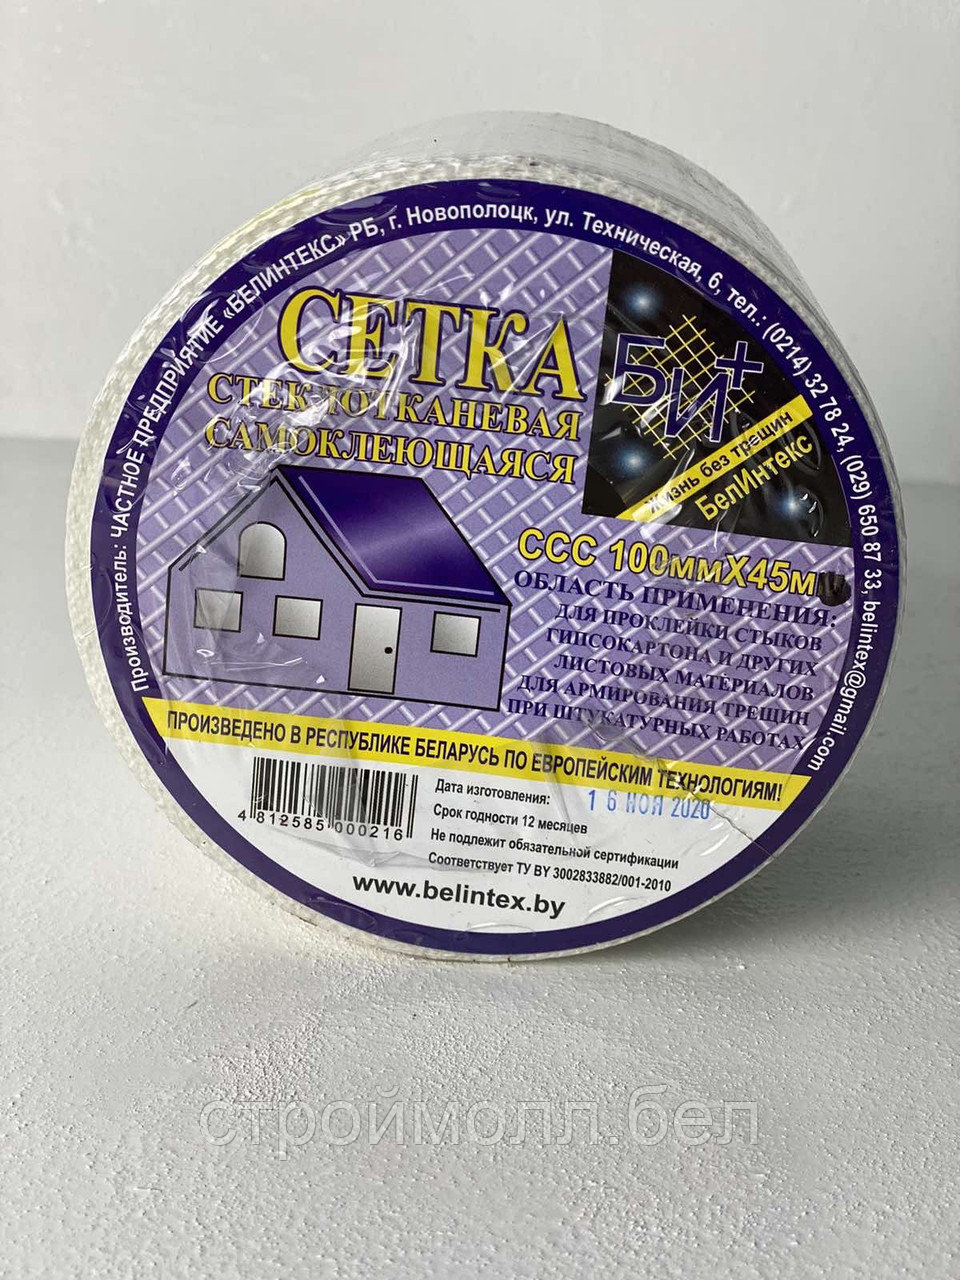 Производитель: ЧАСТНОЕ ПРЕДПРИЯТИЕ «БЕЛИНТЕКС» РБ, г. Новополоцк, ул. Техническая, 6, тел.: (0214) 32 78 24, (029) 650 87 33, belintex@gmail.com
СЕТКА
СТЕКЛОТКАНЕВАЯ
САМОКЛЕЮЩАЯСЯ
БИ+
Жизнь без трещин
БелИнтекс
ССС 100ммХ45м
ОБЛАСТЬ ПРИМЕНЕНИЯ:
ДЛЯ ПРОКЛЕЙКИ СТЫКОВ
ГИПСОКАРТОНА И ДРУГИХ
ЛИСТОВЫХ МАТЕРИАЛОВ
ДЛЯ АРМИРОВАНИЯ ТРЕЩИН
ПРИ ШТУКАТУРНЫХ РАБОТАХ
ПРОИЗВЕДЕНО В РЕСПУБЛИКЕ БЕЛАРУСЬ ПО ЕВРОПЕЙСКИМ ТЕХНОЛОГИЯМ!
4 812585 000216
Дата изготовления: 16 НОЯ 2020
Срок годности 12 месяцев
Не подлежит обязательной сертификации
Соответствует ТУ BY 3002833882/001-2010
www.belintex.by
строймолл.бел